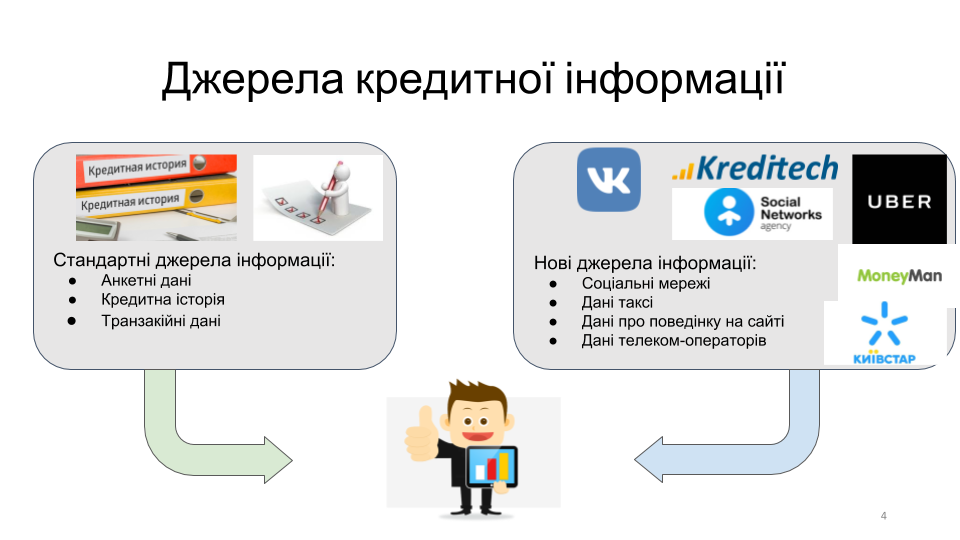 Джерела кредитної інформації
Кредитная история
Кредитная история
Стандартні джерела інформації:
● Анкетні дані
● Кредитна історія
● Транзакійні дані
Kreditech
Social
Networks
agency
UBER
Нові джерела інформації:
● Соціальні мережі
● Дані таксі
● Дані про поведінку на сайті
● Дані телеком-операторів
MoneyMan
КИЇВСТАР
4